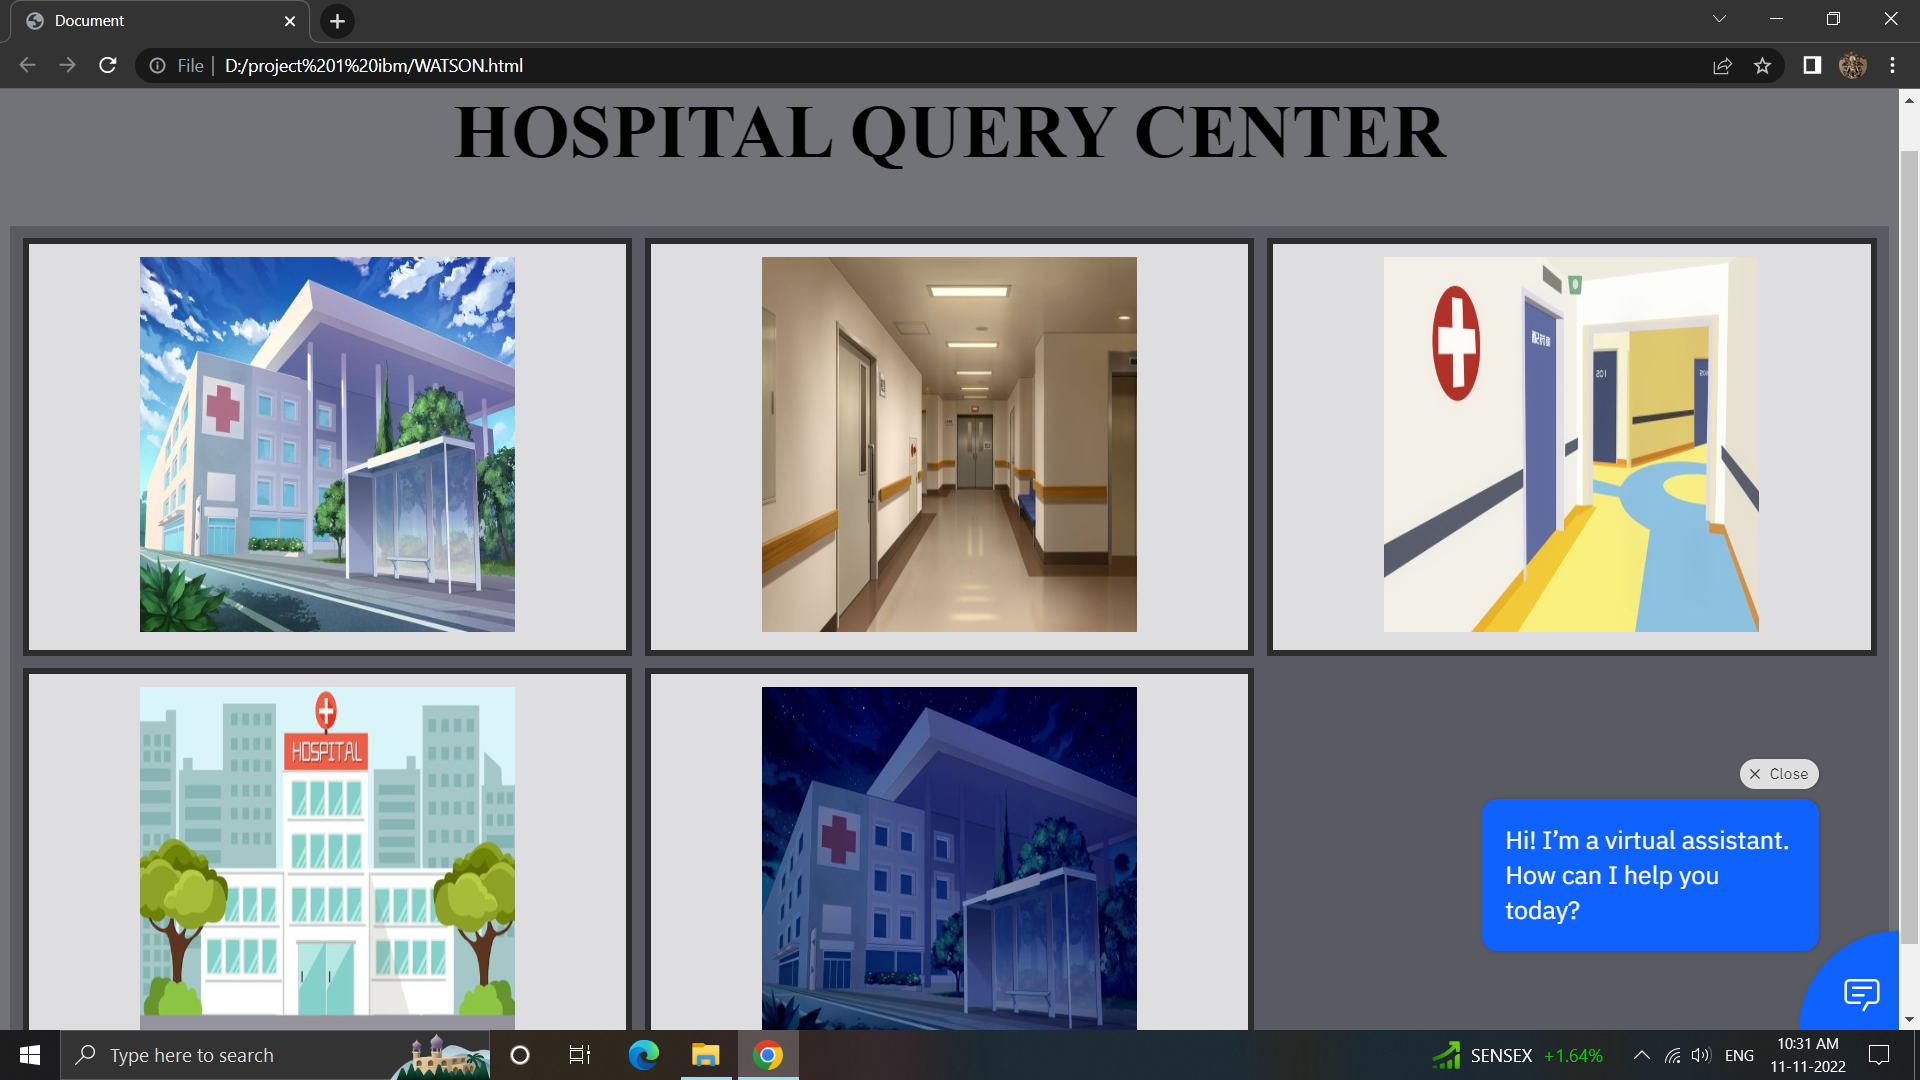 Document
File
D:/project%201%20ibm/WATSON.html
HOSPITAL QUERY CENTER
201
HOSPITAL
Close
Hi! I’m a virtual assistant.
How can I help you
today?
Type here to search
SENSEX +1.64%
ENG
10:31 AM
11-11-2022